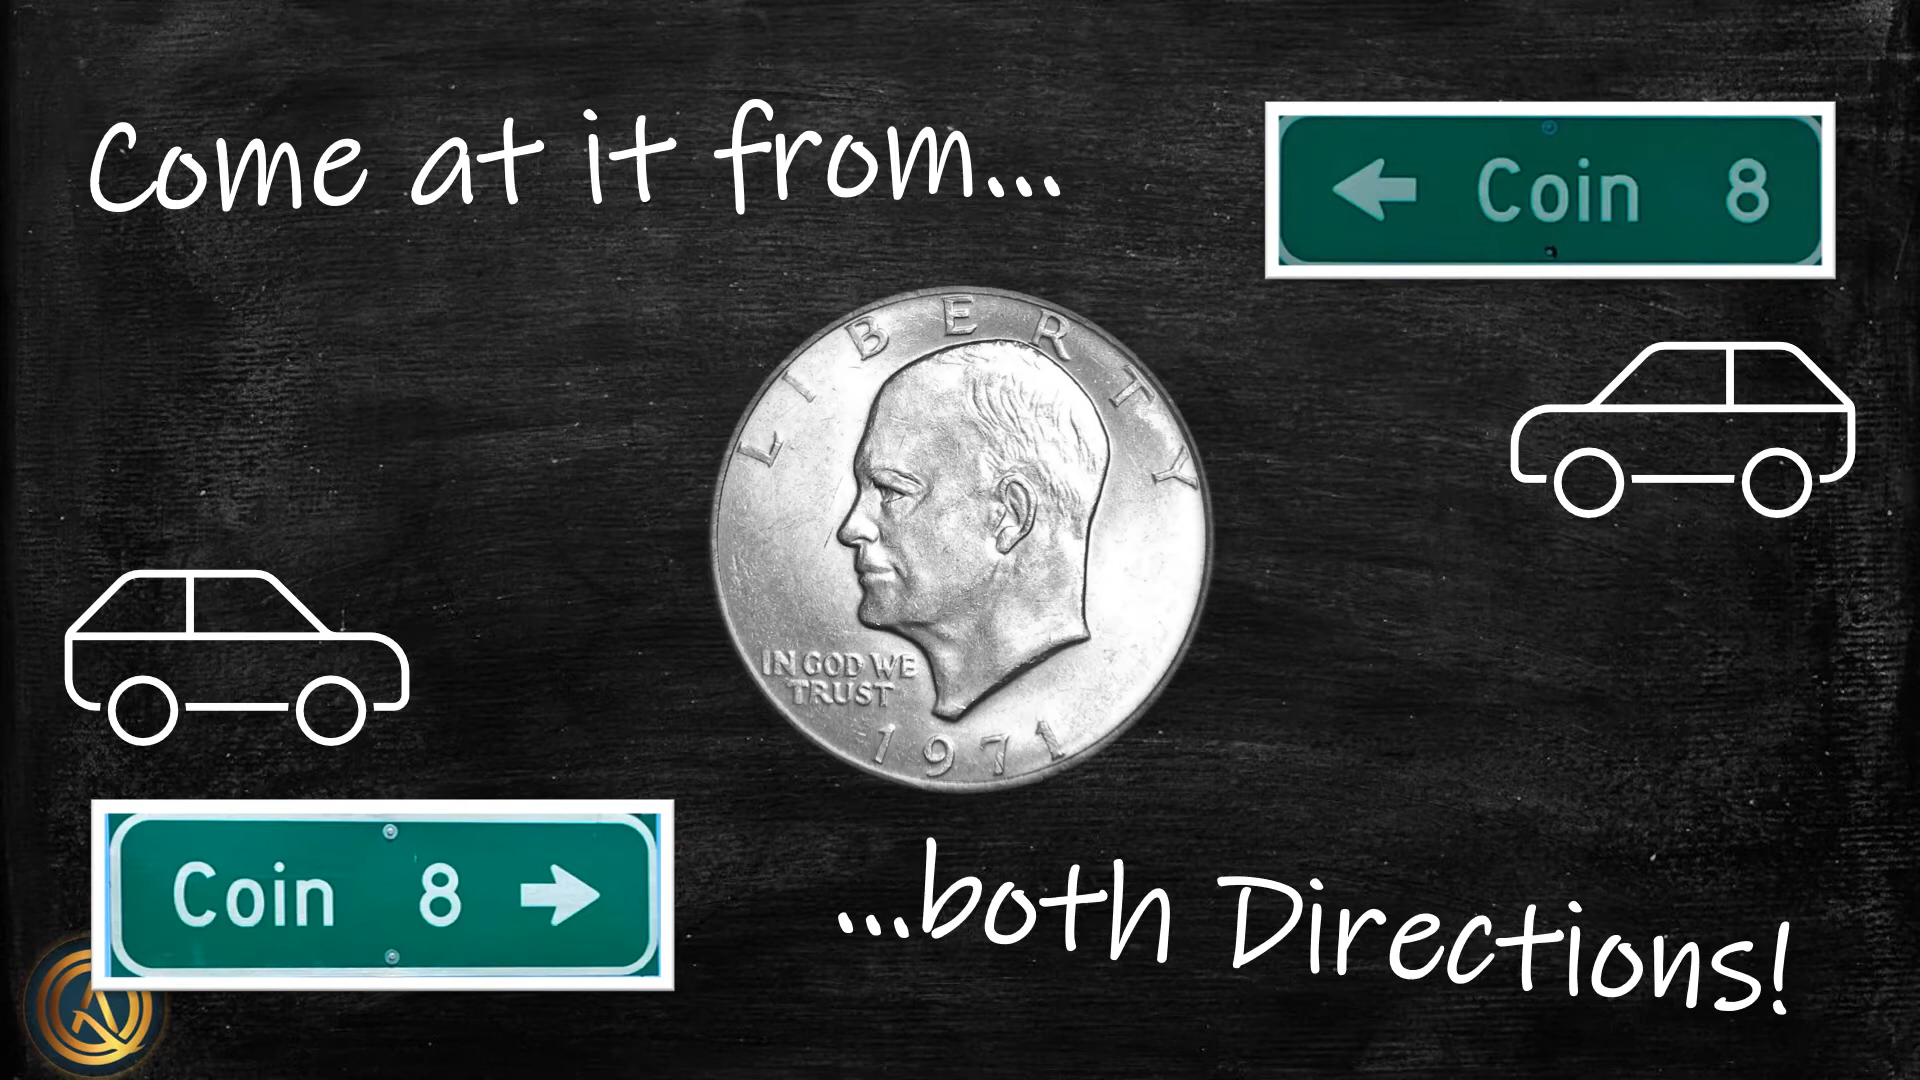 Come at it from...
← Coin 8
LIBERTY
IN GOD WE
TRUST
1971
Coin 8 →
...both Directions!